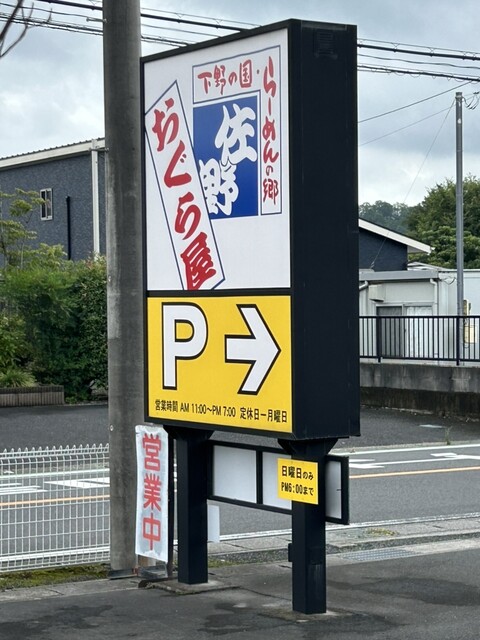 下野の国・
らーめんの郷
佐野
おぐら屋
P
営業時間 AM 11:00～PM 7:00 定休日ー月曜日
営業中
日曜日のみ
PM6:00まで